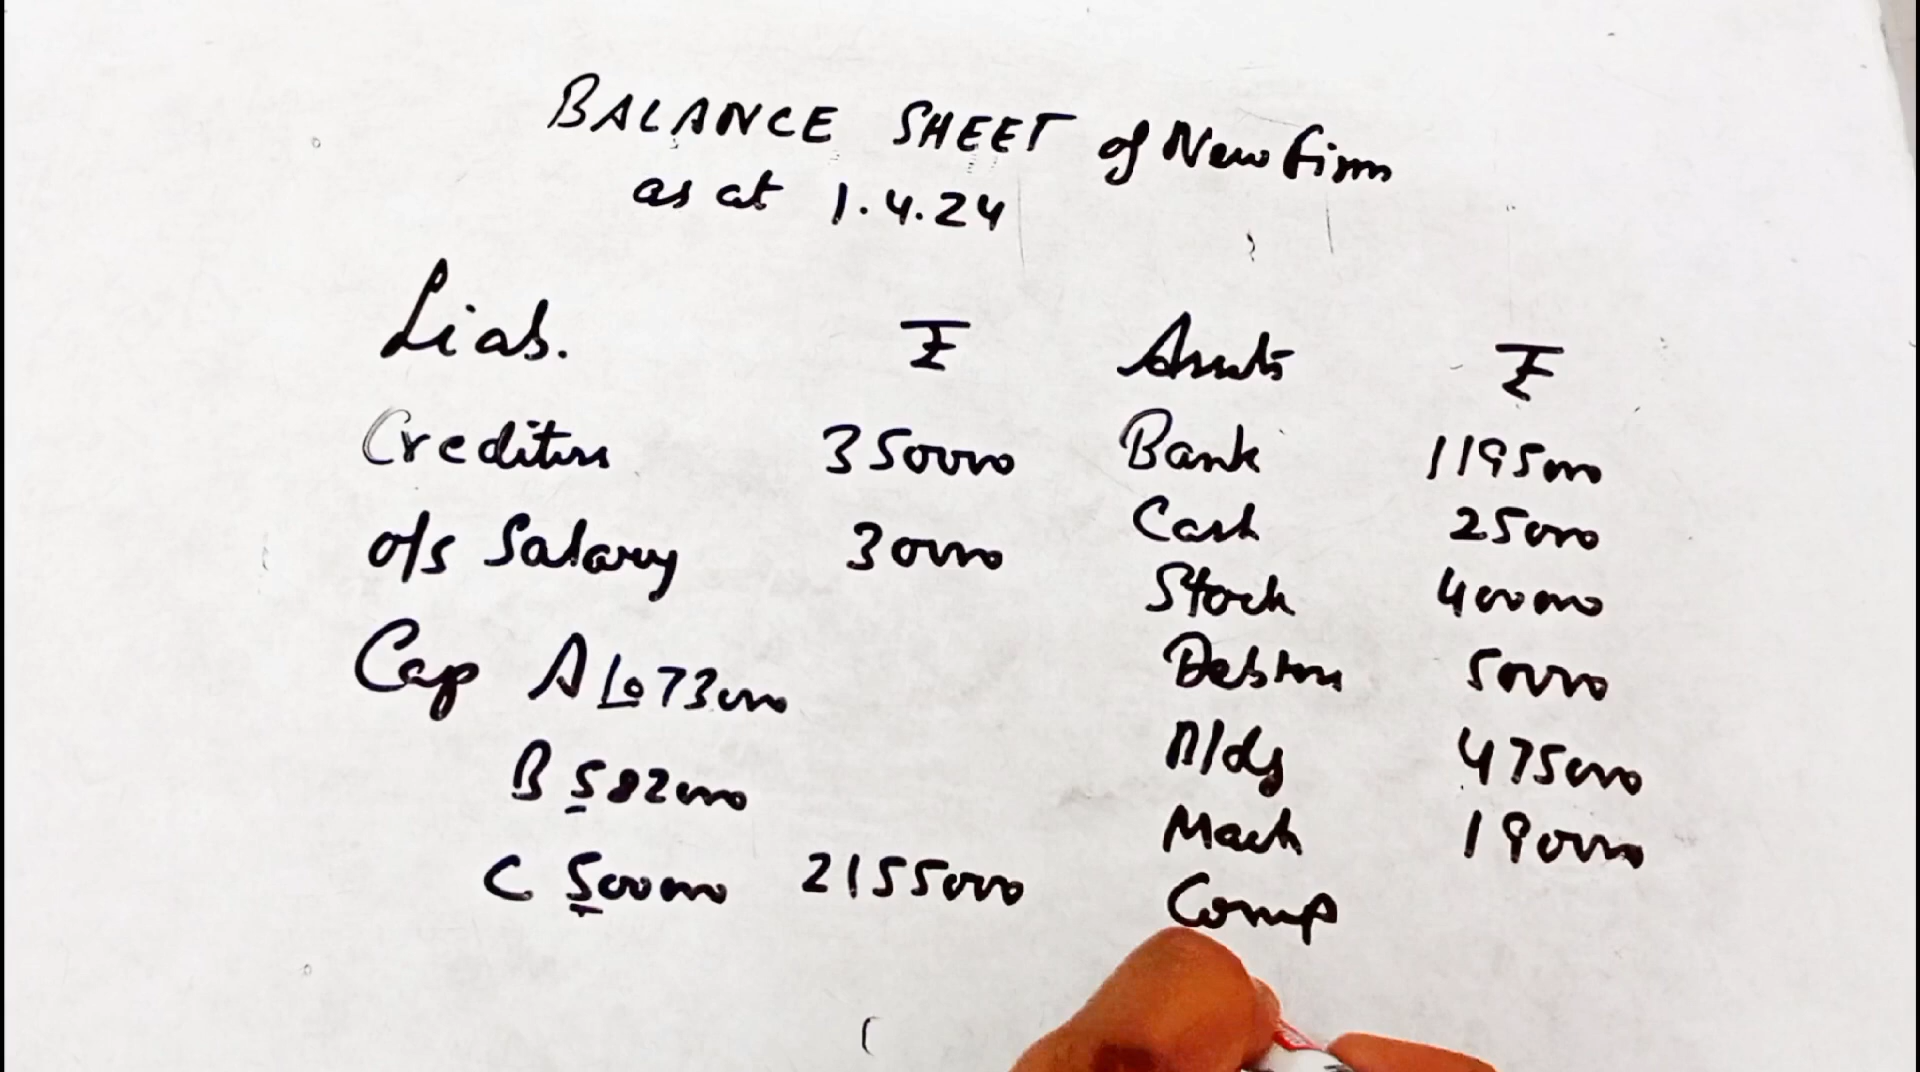 BALANCE SHEET of New firm
as at 1.4.24
Liab. ₹ Assets ₹
Creditors 350000 Bank 1195000
o/s Salary 30000 Cash 25000
Stock 400000
Cap A 1073000 Debtors 50000
B 582000 Bldg 475000
Mach 190000
C 500000 2155000 Comp